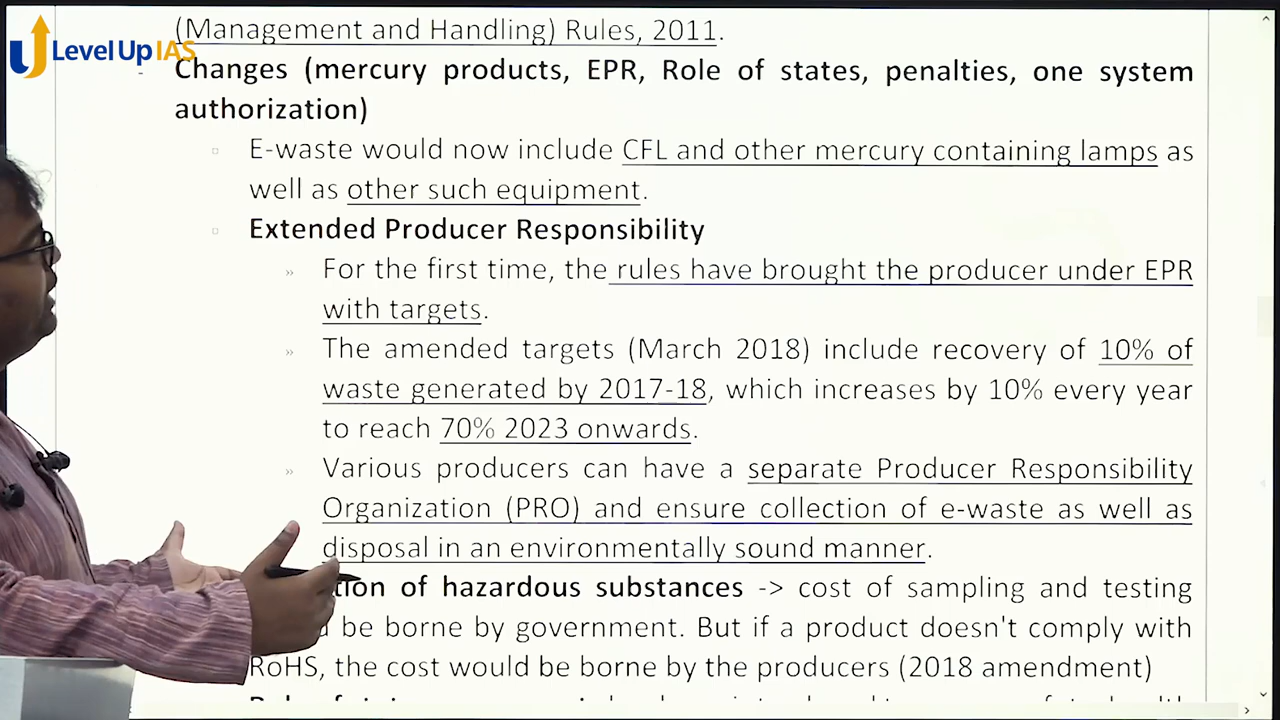 (Management and Handling) Rules, 2011.
Level Up IAS
Changes (mercury products, EPR, Role of states, penalties, one system
authorization)
E-waste would now include CFL and other mercury containing lamps as
well as other such equipment.
Extended Producer Responsibility
» For the first time, the rules have brought the producer under EPR
with targets.
» The amended targets (March 2018) include recovery of 10% of
waste generated by 2017-18, which increases by 10% every year
to reach 70% 2023 onwards.
» Various producers can have a separate Producer Responsibility
Organization (PRO) and ensure collection of e-waste as well as
disposal in an environmentally sound manner.
of hazardous substances -> cost of sampling and testing
be borne by government. But if a product doesn't comply with
RoHS, the cost would be borne by the producers (2018 amendment)